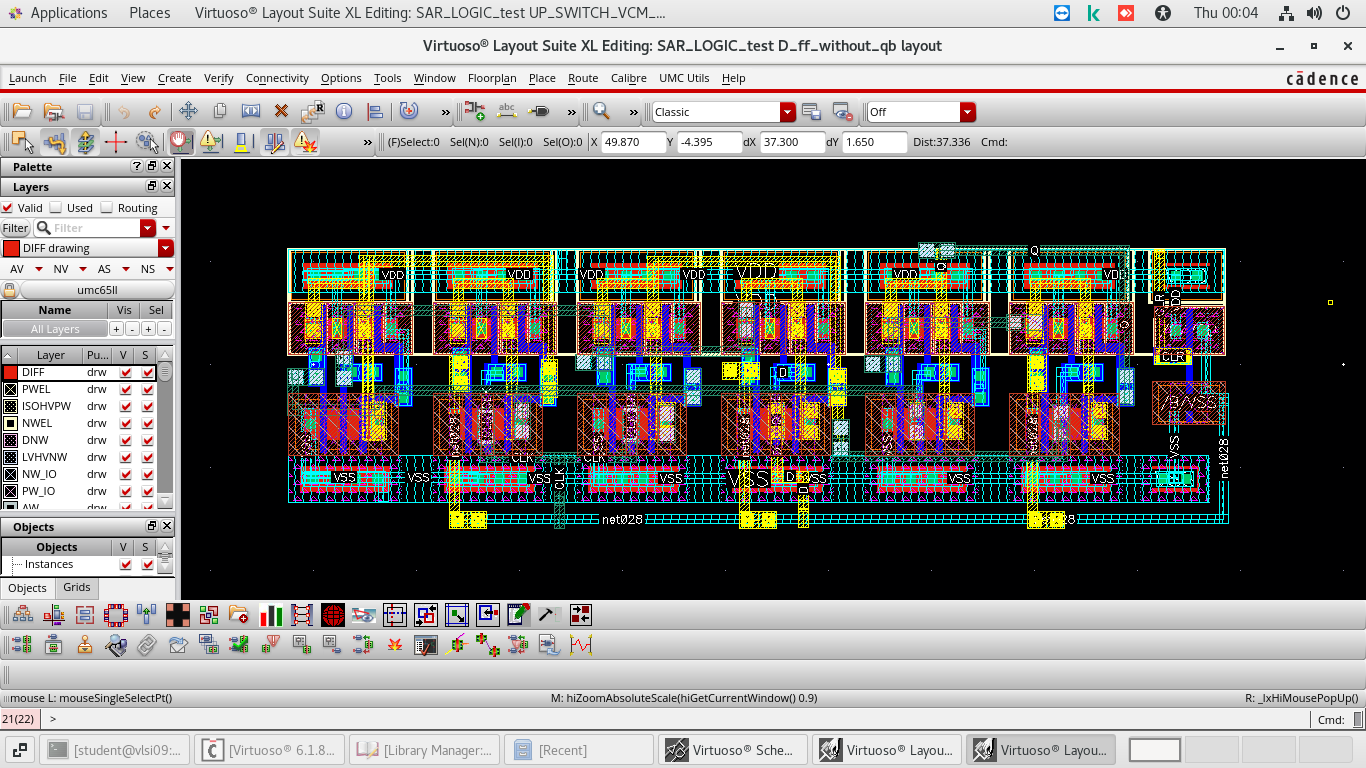 Applications Places Virtuoso® Layout Suite XL Editing: SAR_LOGIC_test UP_SWITCH_VCM_... Thu 00:04
Virtuoso® Layout Suite XL Editing: SAR_LOGIC_test D_ff_without_qb layout
Launch File Edit View Create Verify Connectivity Options Tools Window Floorplan Place Route Calibre UMC Utils Help cādence
» » » Classic Off
» (F)Select:0 Sel(N):0 Sel(I):0 Sel(O):0 X 49.870 Y -4.395 dX 37.300 dY 1.650 Dist:37.336 Cmd:
Palette
Layers
Valid Used Routing
Filter Filter
DIFF drawing
AV NV AS NS
umc65ll
Name Vis Sel
All Layers + - + -
Layer Pu... V S
DIFF drw
PWEL drw
ISOHVPW drw
NWEL drw
DNW drw
LVHVNW drw
NW_IO drw
PW_IO drw
AW drw
Objects
Objects V S
Instances
Objects Grids
Q
Q
VDD VDD VDD VDD VDD VDD VDD
VDD
Q
CLR
D
net028
CLK CLK
CLK
VSS
net028
VSS VSS VSS VSS VSS VSS VSS VSS
D
D
net028
mouse L: mouseSingleSelectPt() M: hiZoomAbsoluteScale(hiGetCurrentWindow() 0.9) R: _lxHiMousePopUp()
21(22) > Cmd:
[student@vlsi09:... [Virtuoso® 6.1.8... [Library Manager:... [Recent] Virtuoso® Sche... Virtuoso® Layou... Virtuoso® Layou...